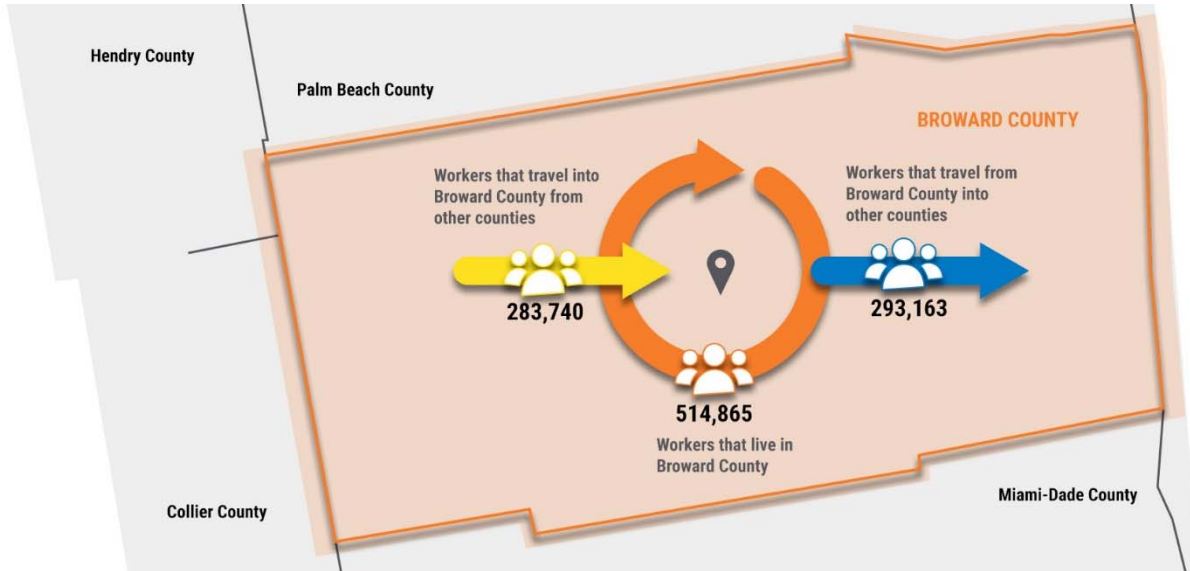 Hendry County
Palm Beach County
BROWARD COUNTY
Workers that travel into
Broward County from
other counties
283,740
Workers that travel from
Broward County into
other counties
293,163
514,865
Workers that live in
Broward County
Collier County
Miami-Dade County